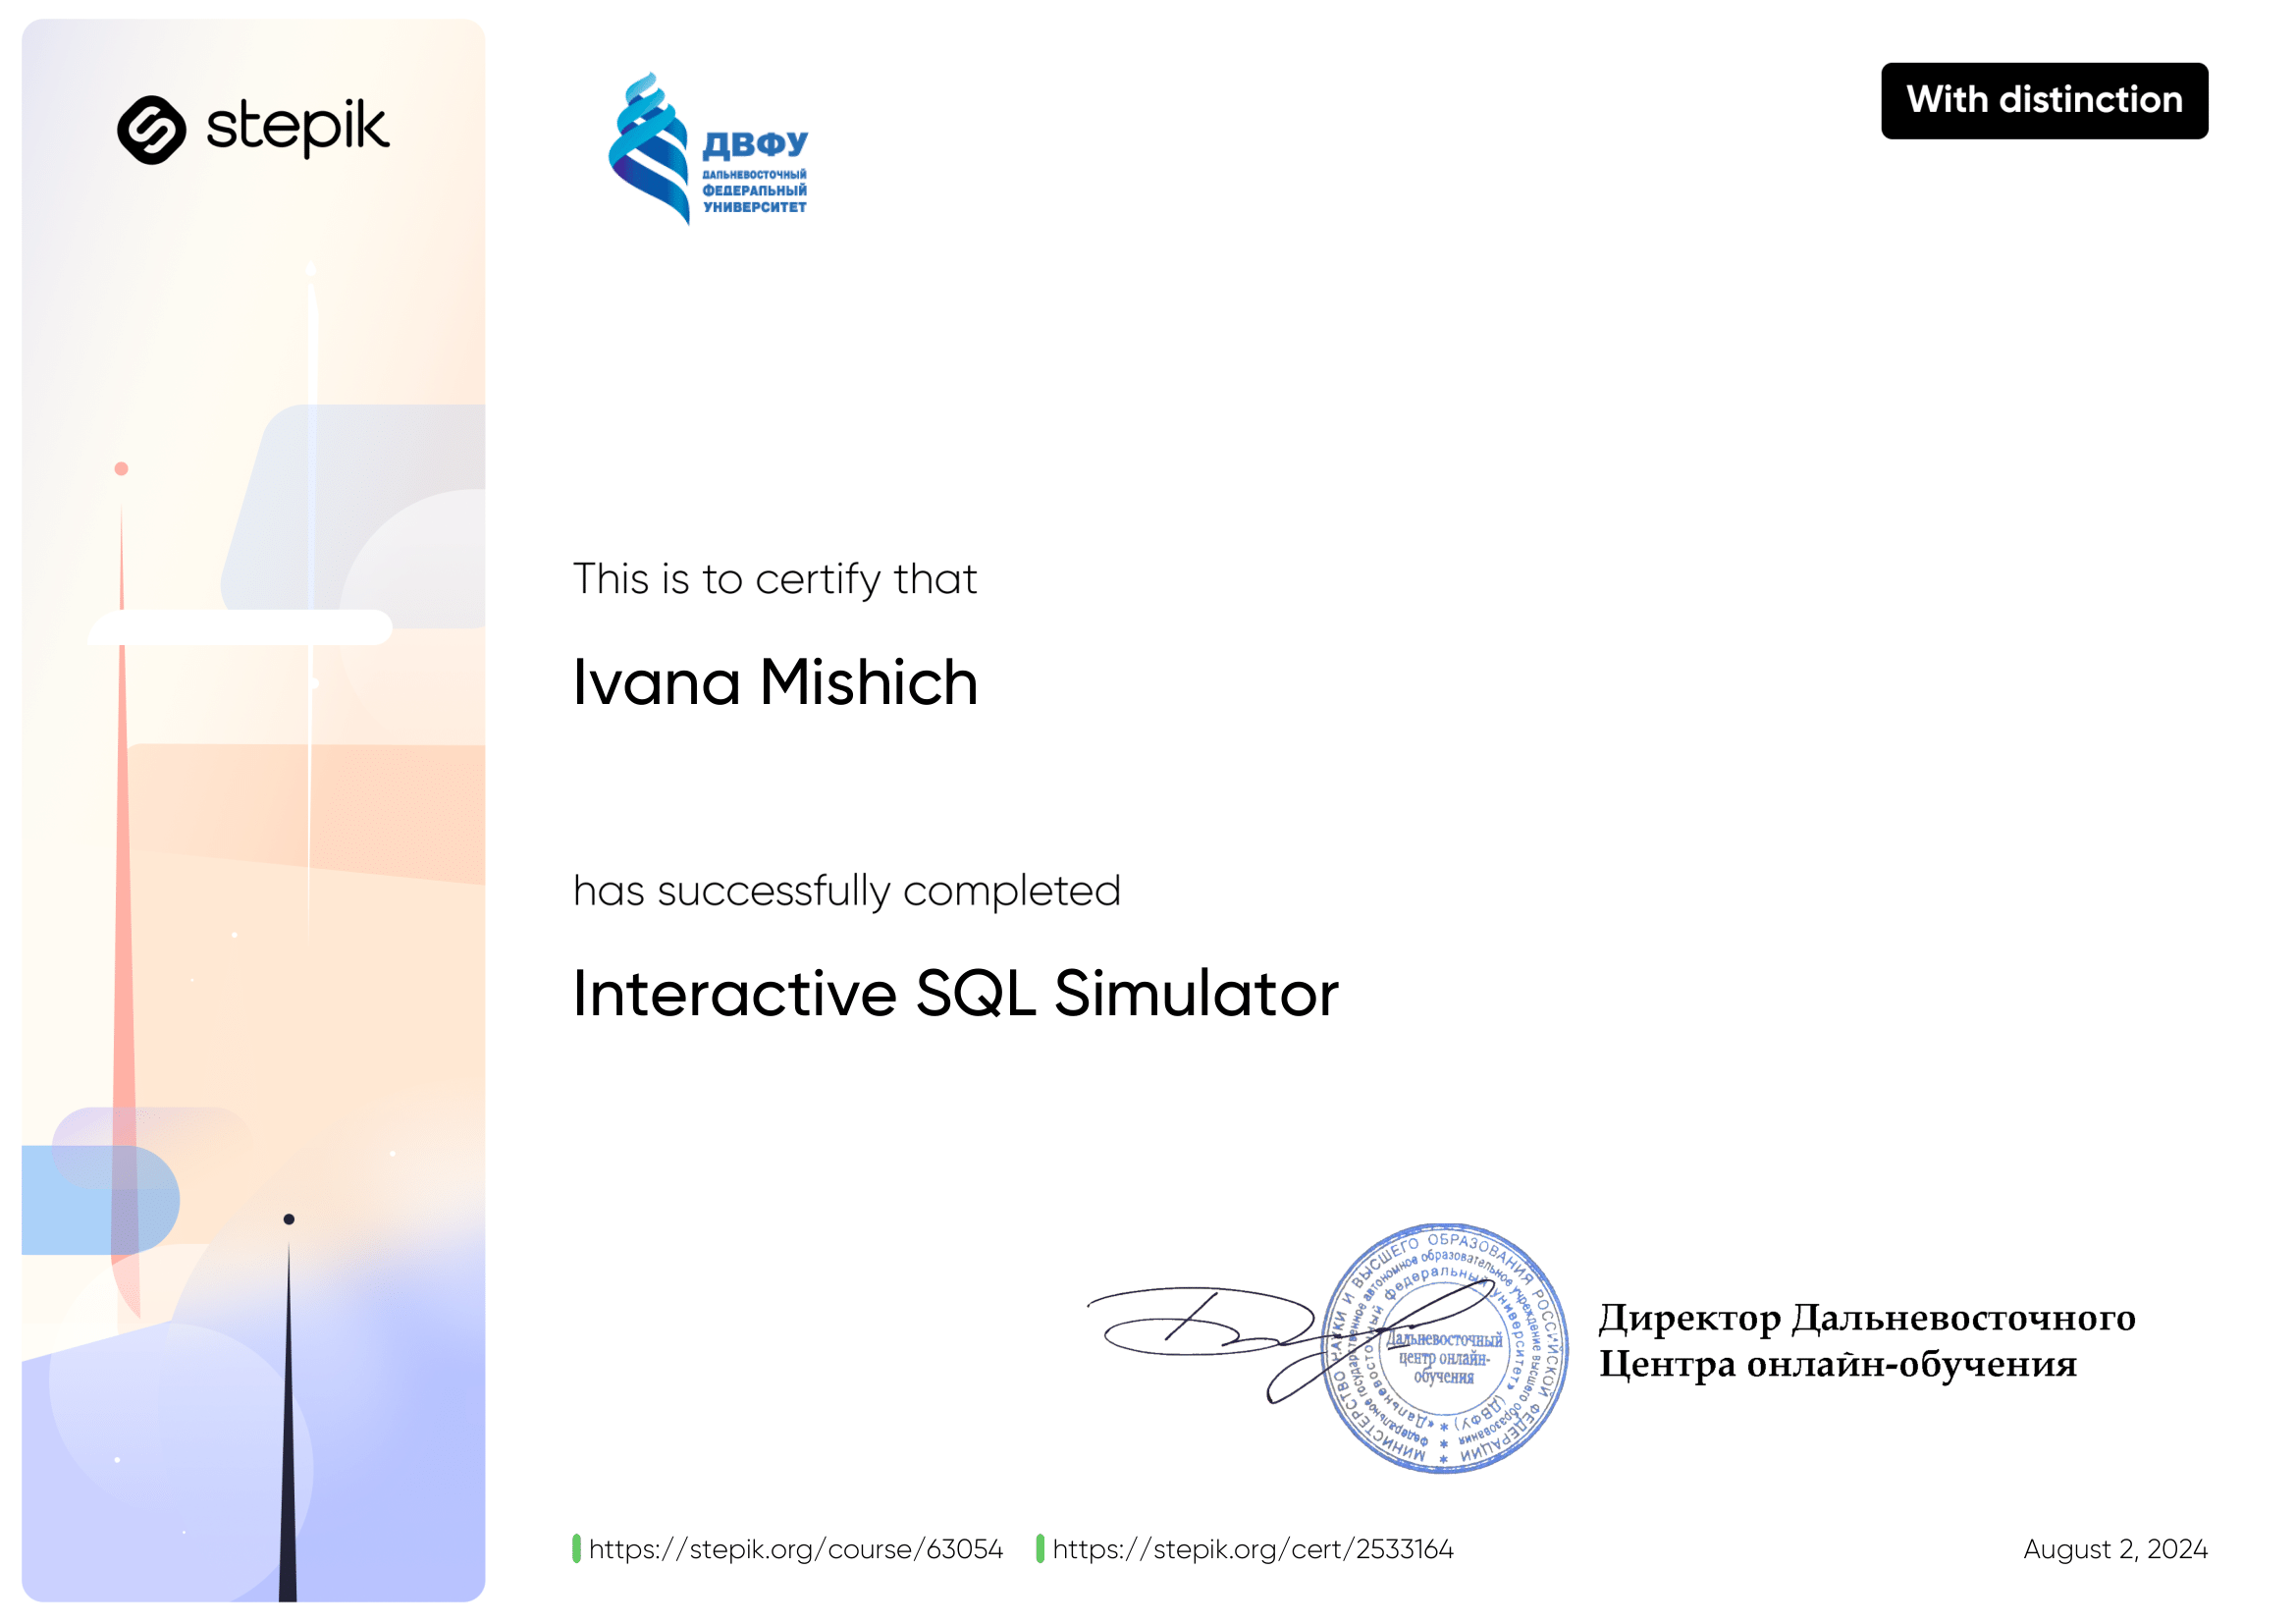 stepik
ДВФУ
ДАЛЬНЕВОСТОЧНЫЙ
ФЕДЕРАЛЬНЫЙ
УНИВЕРСИТЕТ
With distinction
This is to certify that
Ivana Mishich
has successfully completed
Interactive SQL Simulator
МИНИСТЕРСТВО НАУКИ И ВЫСШЕГО ОБРАЗОВАНИЯ РОССИЙСКОЙ ФЕДЕРАЦИИ
федеральное государственное автономное образовательное учреждение высшего образования
«Дальневосточный федеральный университет» (ДВФУ)
Дальневосточный
центр онлайн-
обучения
Директор Дальневосточного
Центра онлайн-обучения
https://stepik.org/course/63054
https://stepik.org/cert/2533164
August 2, 2024